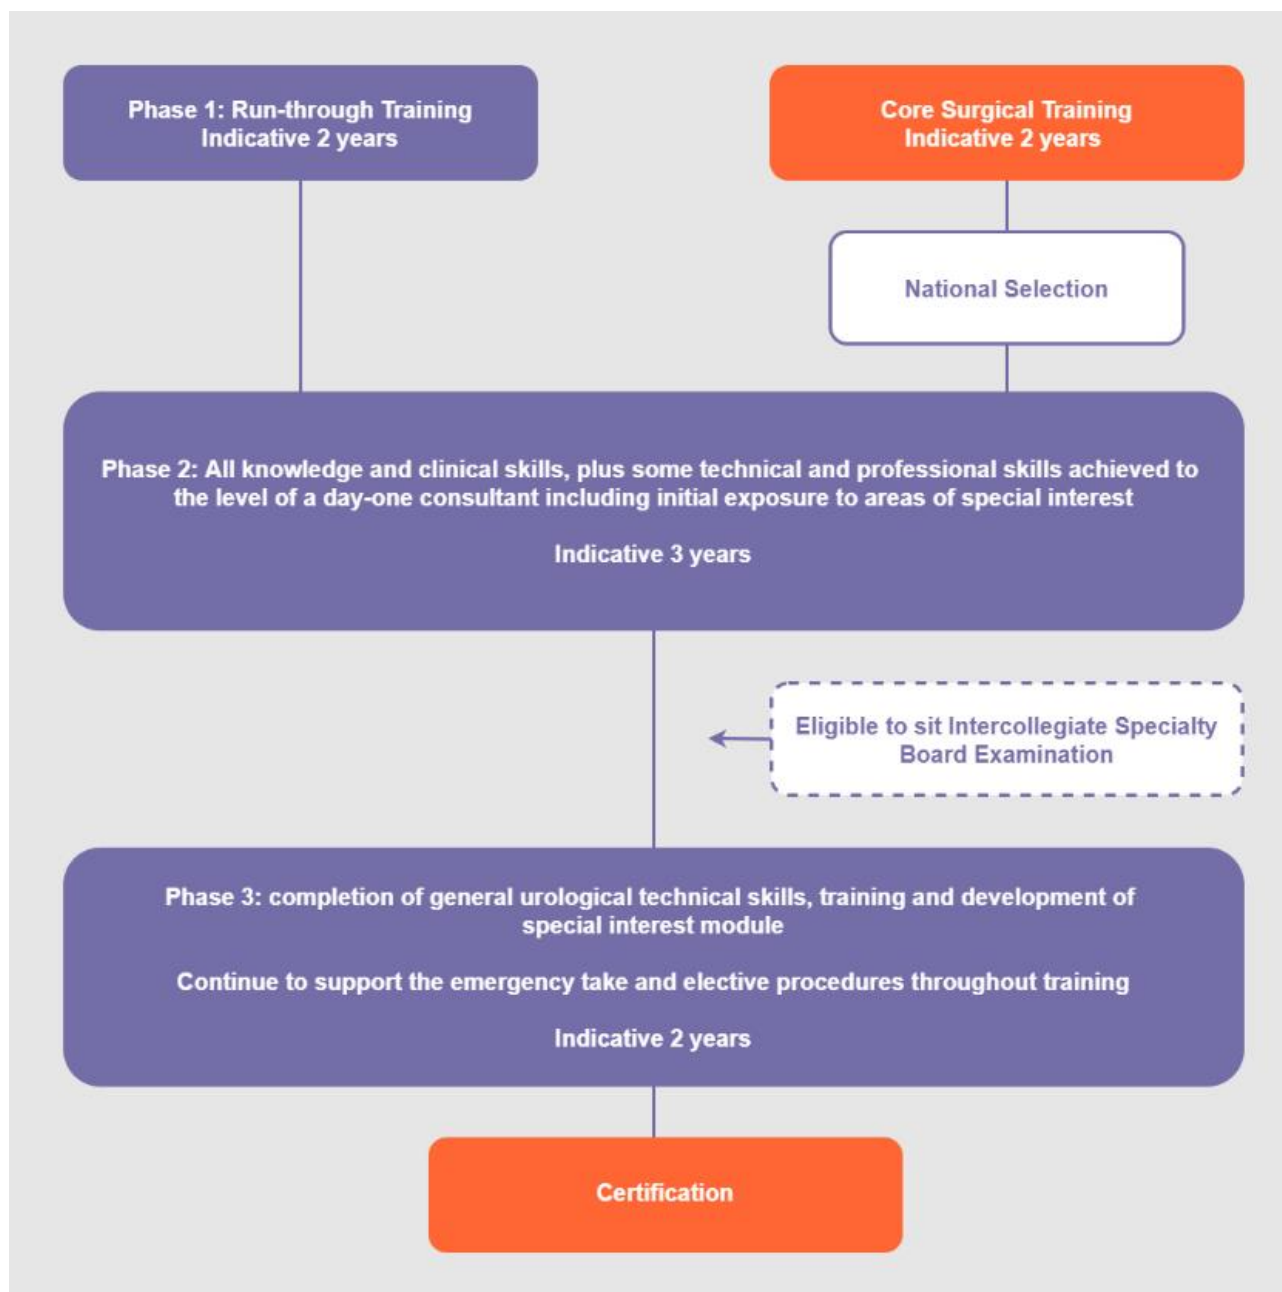 Phase 1: Run-through Training
Indicative 2 years
Core Surgical Training
Indicative 2 years
National Selection
Phase 2: All knowledge and clinical skills, plus some technical and professional skills achieved to
the level of a day-one consultant including initial exposure to areas of special interest
Indicative 3 years
Eligible to sit Intercollegiate Specialty
Board Examination
Phase 3: completion of general urological technical skills, training and development of
special interest module
Continue to support the emergency take and elective procedures throughout training
Indicative 2 years
Certification